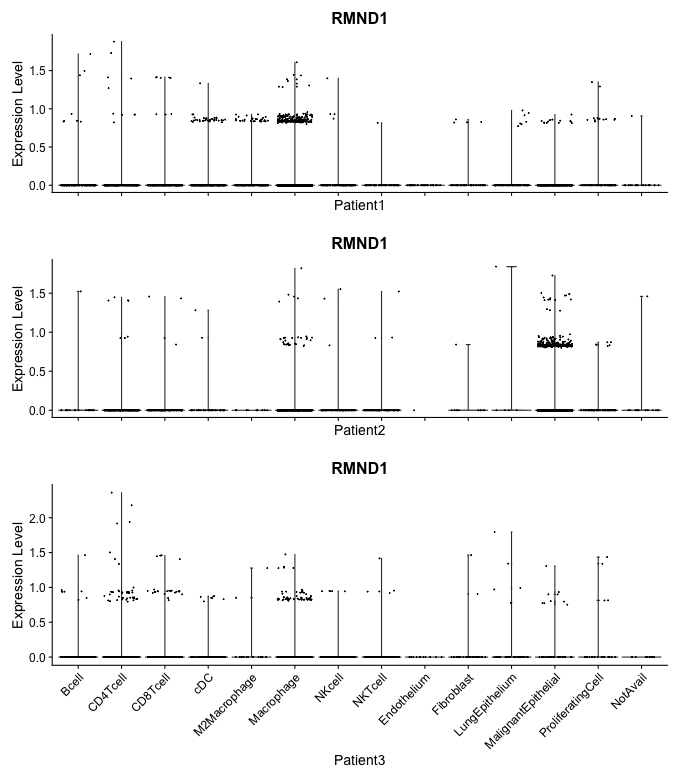 RMND1
Expression Level
1.5
1.0
0.5
0.0
Patient1
RMND1
Expression Level
1.5
1.0
0.5
0.0
Patient2
RMND1
Expression Level
2.0
1.5
1.0
0.5
0.0
Bcell
CD4Tcell
CD8Tcell
cDC
M2Macrophage
Macrophage
NKcell
NKTcell
Endothelium
Fibroblast
LungEpithelium
MalignantEpithelial
ProliferatingCell
NotAvail
Patient3